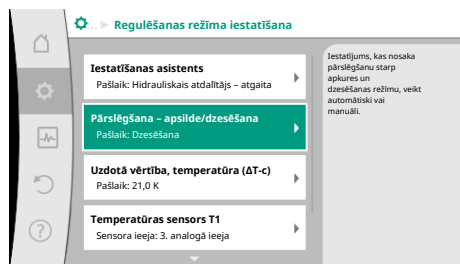 Regulēšanas režīma iestatīšana
Iestatīšanas asistents
Pašlaik: Hidrauliskais atdalītājs – atgaita
Pārslēgšana – apsilde/dzesēšana
Pašlaik: Dzesēšana
Uzdotā vērtība, temperatūra (ΔT-c)
Pašlaik: 21,0 K
Temperatūras sensors T1
Sensora ieeja: 3. analogā ieeja
Iestatījums, kas nosaka
pārslēgšanu starp
apkures un
dzesēšanas režīmu, veikt
automātiski vai
manuāli.